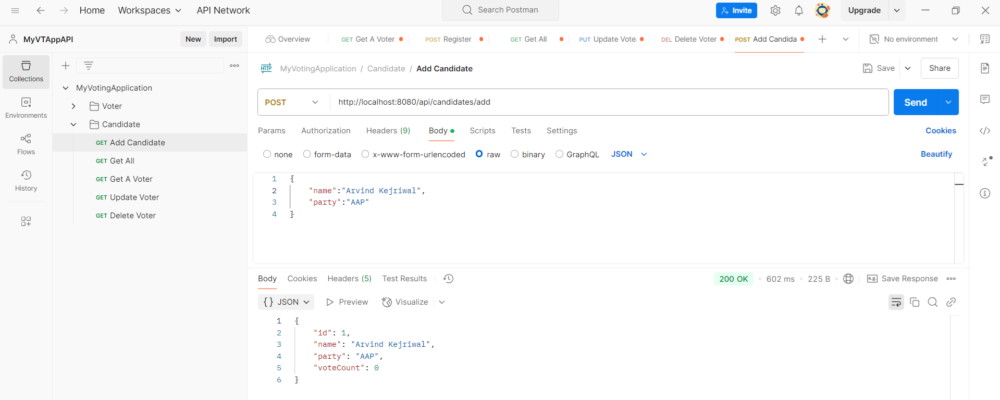 Home Workspaces API Network Search Postman Invite Upgrade
MyVTAppAPI New Import
Overview GET Get A Voter POST Register GET Get All PUT Update Vote. DEL Delete Voter POST Add Candida No environment
Collections
Environments
Flows
History
MyVotingApplication
Voter
Candidate
GET Add Candidate
GET Get All
GET Get A Voter
GET Update Voter
GET Delete Voter
HTTP MyVotingApplication / Candidate / Add Candidate Save Share
POST http://localhost:8080/api/candidates/add Send
Params Authorization Headers (9) Body Scripts Tests Settings Cookies
none form-data x-www-form-urlencoded raw binary GraphQL JSON Beautify
1 {
2 "name":"Arvind Kejriwal",
3 "party":"AAP"
4 }
Body Cookies Headers (5) Test Results 200 OK 602 ms 225 B e.g. Save Response
{} JSON Preview Visualize
1 {
2 "id": 1,
3 "name": "Arvind Kejriwal",
4 "party": "AAP",
5 "voteCount": 0
6 }